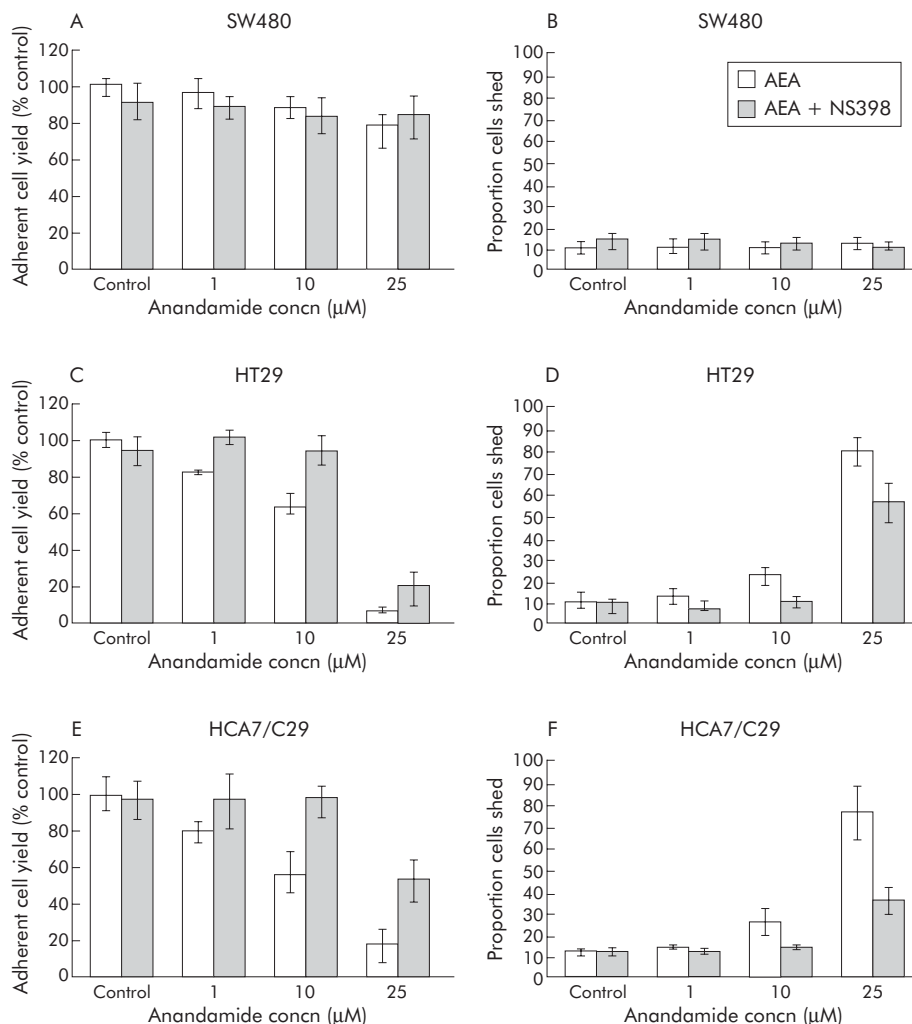 A
SW480
Adherent cell yield (% control)
120
100
80
60
40
20
0
Control
1
10
25
Anandamide concn (µM)
B
SW480
Proportion cells shed
100
90
80
70
60
50
40
30
20
10
0
AEA
AEA + NS398
Control
1
10
25
Anandamide concn (µM)
C
HT29
Adherent cell yield (% control)
120
100
80
60
40
20
0
Control
1
10
25
Anandamide concn (µM)
D
HT29
Proportion cells shed
100
90
80
70
60
50
40
30
20
10
0
Control
1
10
25
Anandamide concn (µM)
E
HCA7/C29
Adherent cell yield (% control)
120
100
80
60
40
20
0
Control
1
10
25
Anandamide concn (µM)
F
HCA7/C29
Proportion cells shed
100
90
80
70
60
50
40
30
20
10
0
Control
1
10
25
Anandamide concn (µM)